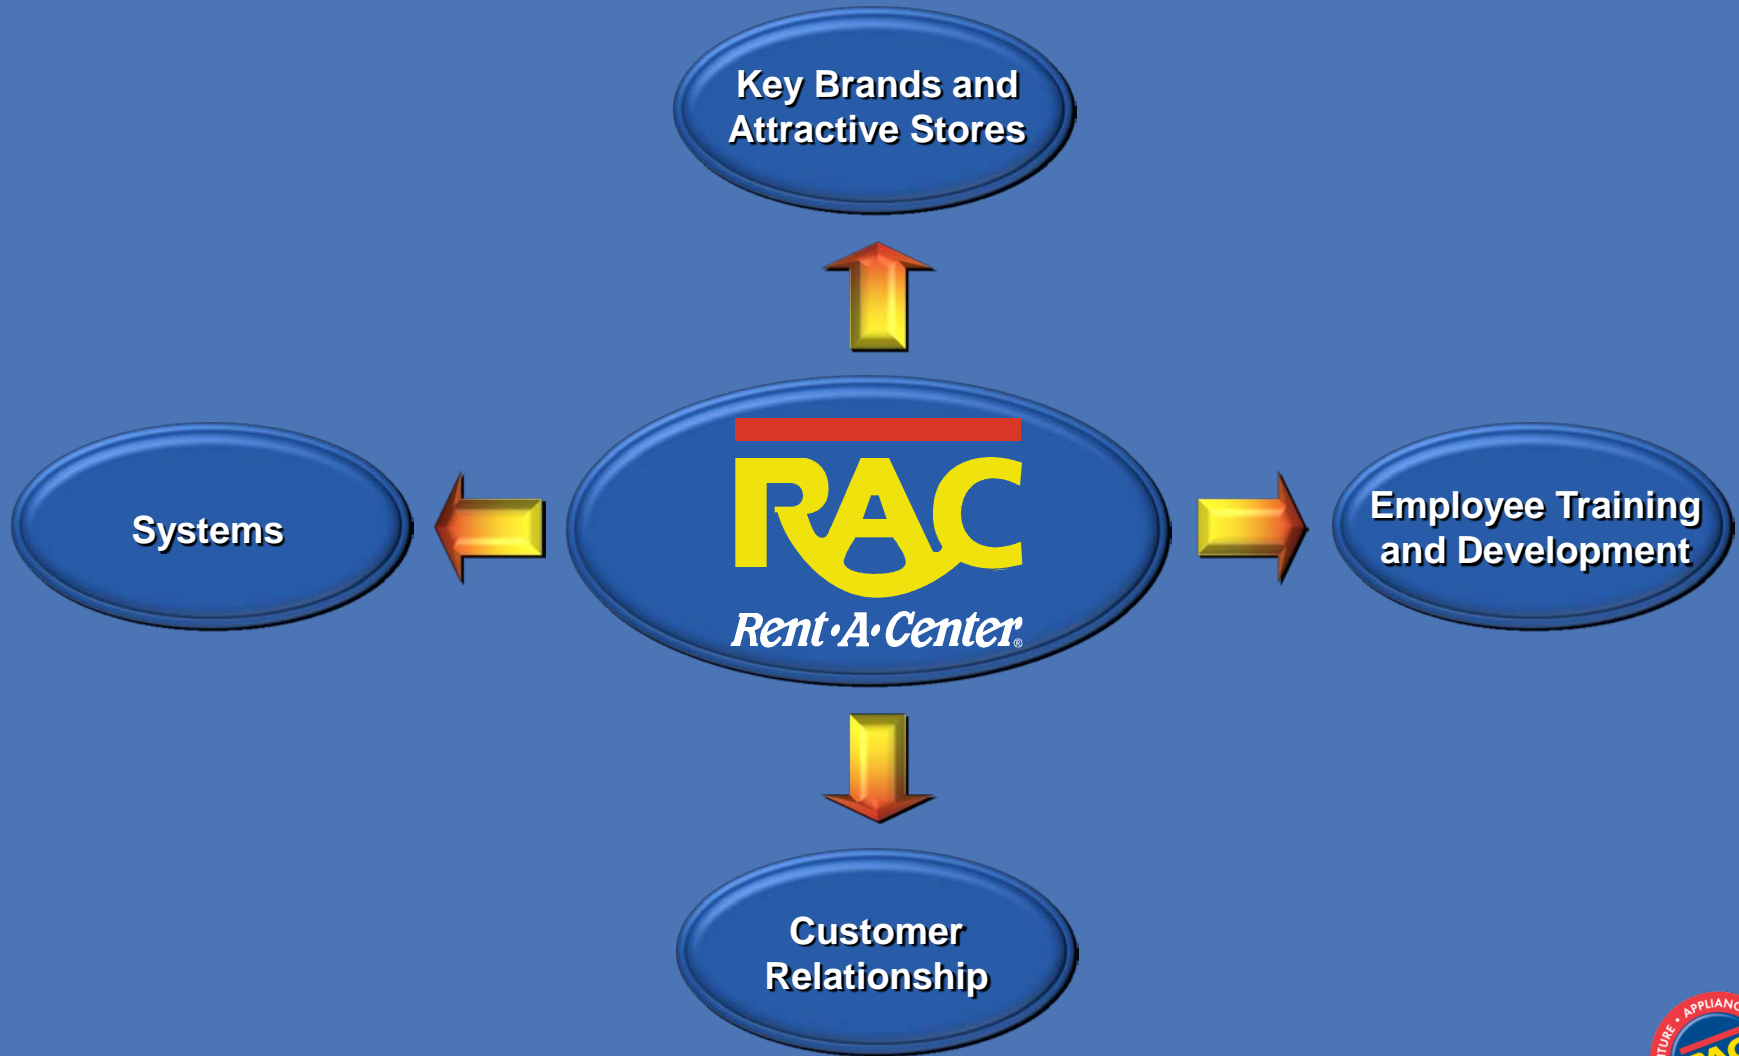 Key Brands and
Attractive Stores
RAC
Rent•A•Center®
Systems
Employee Training
and Development
Customer
Relationship